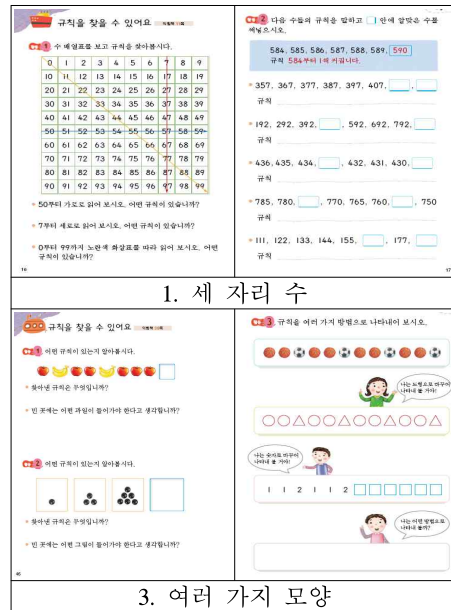 규칙을 찾을 수 있어요
1 수 배열표를 보고 규칙을 찾아봅시다.
0 1 2 3 4 5 6 7 8 9
10 11 12 13 14 15 16 17 18 19
20 21 22 23 24 25 26 27 28 29
30 31 32 33 34 35 36 37 38 39
40 41 42 43 44 45 46 47 48 49
50 51 52 53 54 55 56 57 58 59
60 61 62 63 64 65 66 67 68 69
70 71 72 73 74 75 76 77 78 79
80 81 82 83 84 85 86 87 88 89
90 91 92 93 94 95 96 97 98 99
50부터 가로로 읽어 보시오. 어떤 규칙이 있습니까?
7부터 세로로 읽어 보시오. 어떤 규칙이 있습니까?
0부터 99까지 노란색 화살표를 따라 읽어 보시오. 어떤
규칙이 있습니까?
16
2 다음 수들의 규칙을 말하고 □ 안에 알맞은 수를
써넣으시오.
584, 585, 586, 587, 588, 589, 590
규칙 584부터 1씩 커집니다.
357, 367, 377, 387, 397, 407, □, □
규칙
192, 292, 392, □, 592, 692, 792, □
규칙
436, 435, 434, □, 432, 431, 430, □
규칙
785, 780, □, 770, 765, 760, □, 750
규칙
111, 122, 133, 144, 155, □, 177, □
규칙
17
1. 세 자리 수
규칙을 찾을 수 있어요
1 어떤 규칙이 있는지 알아봅시다.
찾아낸 규칙은 무엇입니까?
빈 곳에는 어떤 과일이 들어가야 한다고 생각합니까?
2 어떤 규칙이 있는지 알아봅시다.
찾아낸 규칙은 무엇입니까?
빈 곳에는 어떤 그림이 들어가야 한다고 생각합니까?
46
3 규칙을 여러 가지 방법으로 나타내어 보시오.
나는 도형으로 바꾸어
나타내 볼 거야!
○○△○○△○○△○○△
나는 숫자로 바꾸어
나타내 볼 거야!
1 1 2 1 1 2 □□□□□□
나는 어떤 방법으로
나타내 볼까?
3. 여러 가지 모양